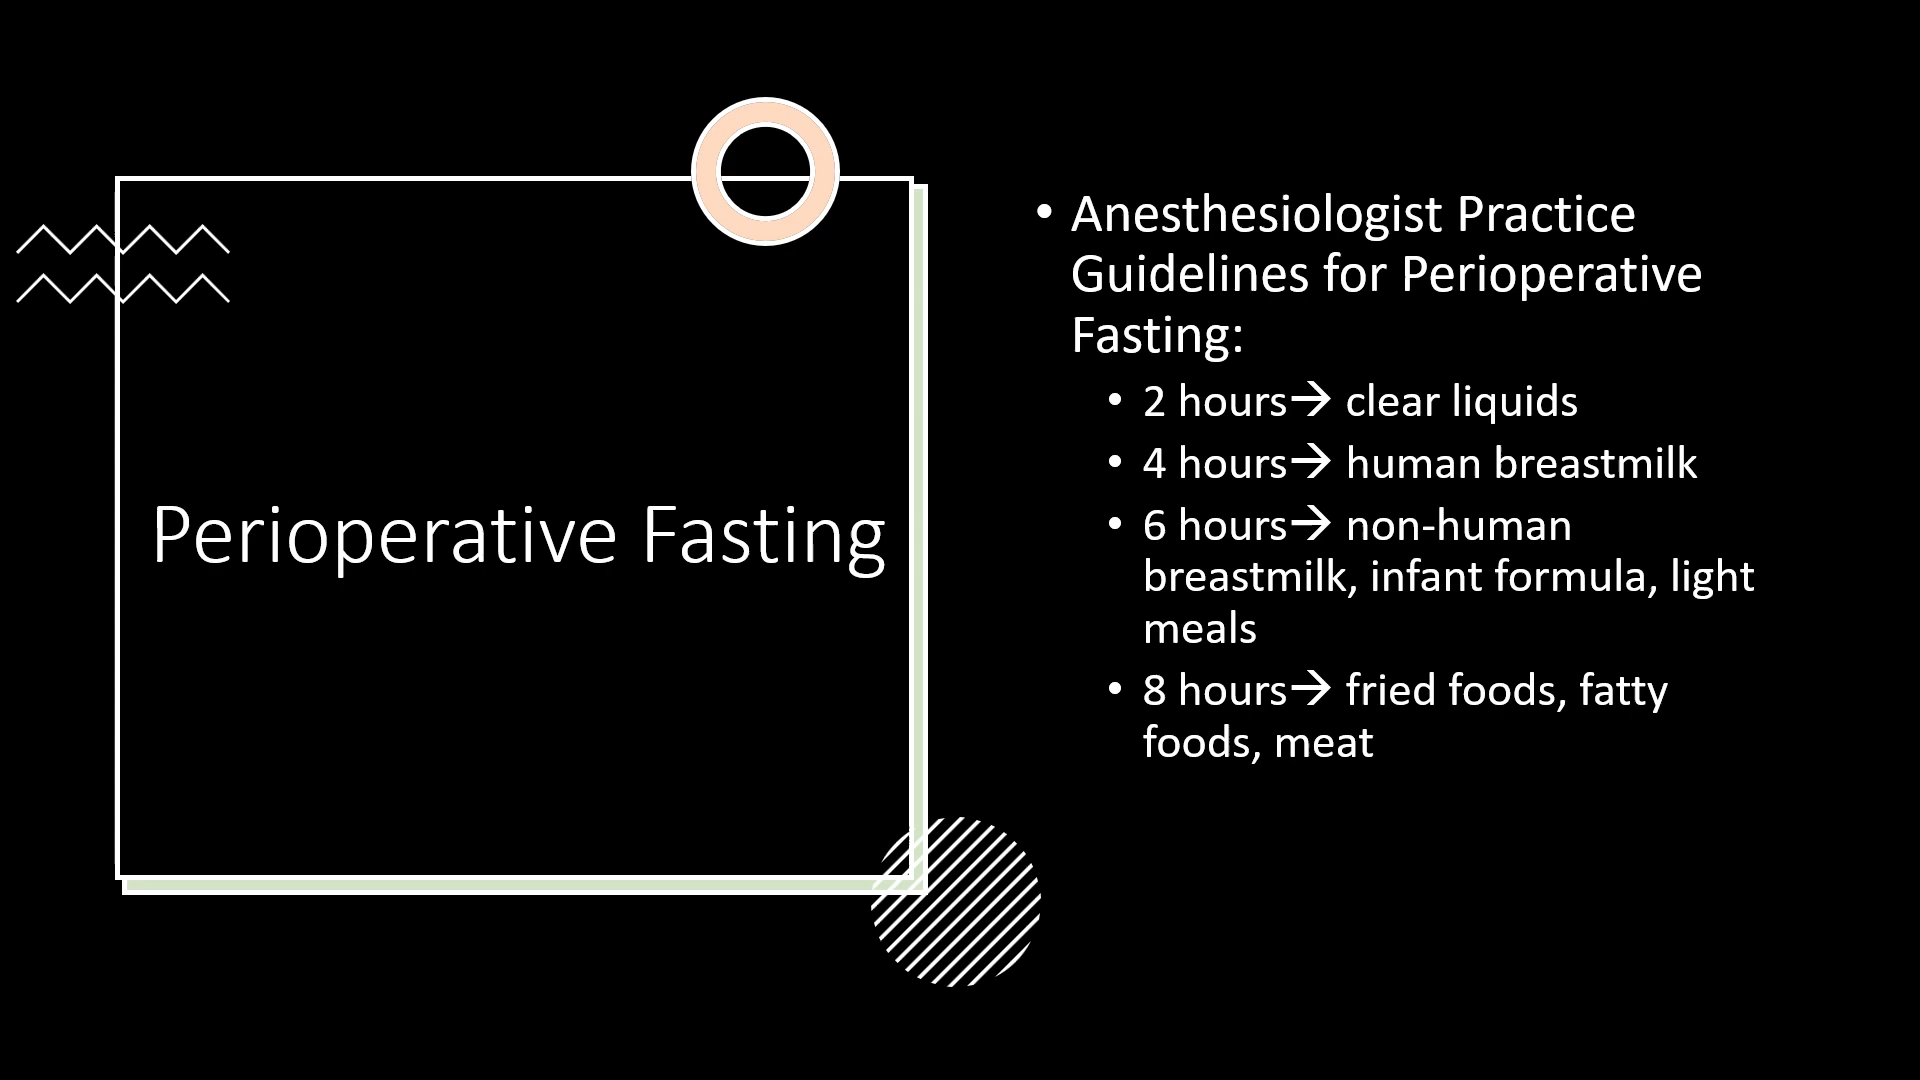 Perioperative Fasting
• Anesthesiologist Practice
Guidelines for Perioperative
Fasting:
• 2 hours→ clear liquids
• 4 hours→ human breastmilk
• 6 hours→ non-human
breastmilk, infant formula, light
meals
• 8 hours→ fried foods, fatty
foods, meat